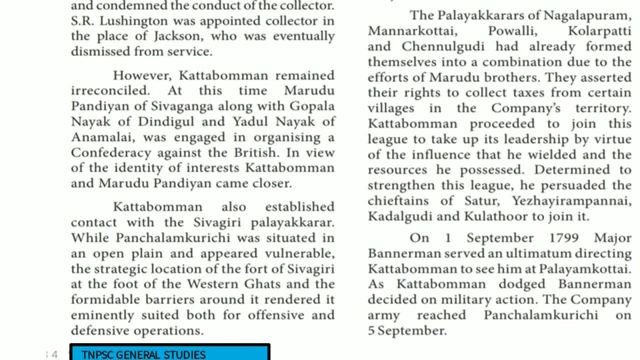 and condemned the conduct of the collector.
S.R. Lushington was appointed collector in
the place of Jackson, who was eventually
dismissed from service.
However, Kattabomman remained
irreconciled. At this time Marudu
Pandiyan of Sivaganga along with Gopala
Nayak of Dindigul and Yadul Nayak of
Anamalai, was engaged in organising a
Confederacy against the British. In view
of the identity of interests Kattabomman
and Marudu Pandiyan came closer.
Kattabomman also established
contact with the Sivagiri palayakkarar.
While Panchalamkurichi was situated in
an open plain and appeared vulnerable,
the strategic location of the fort of Sivagiri
at the foot of the Western Ghats and the
formidable barriers around it rendered it
eminently suited both for offensive and
defensive operations.
The Palayakkarars of Nagalapuram,
Mannarkottai, Powalli, Kolarpatti
and Chennulgudi had already formed
themselves into a combination due to the
efforts of Marudu brothers. They asserted
their rights to collect taxes from certain
villages in the Company's territory.
Kattabomman proceeded to join this
league to take up its leadership by virtue
of the influence that he wielded and the
resources he possessed. Determined to
strengthen this league, he persuaded the
chieftains of Satur, Yezhayirampannai,
Kadalgudi and Kulathoor to join it.
On 1 September 1799 Major
Bannerman served an ultimatum directing
Kattabomman to see him at Palayamkottai.
As Kattabomman dodged Bannerman
decided on military action. The Company
army reached Panchalamkurichi on
5 September.
4
TNPSC GENERAL STUDIES